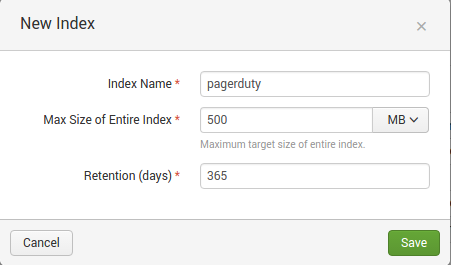 New Index ×
Index Name * pagerduty
Max Size of Entire Index * 500 MB
Maximum target size of entire index.
Retention (days) * 365
Cancel Save